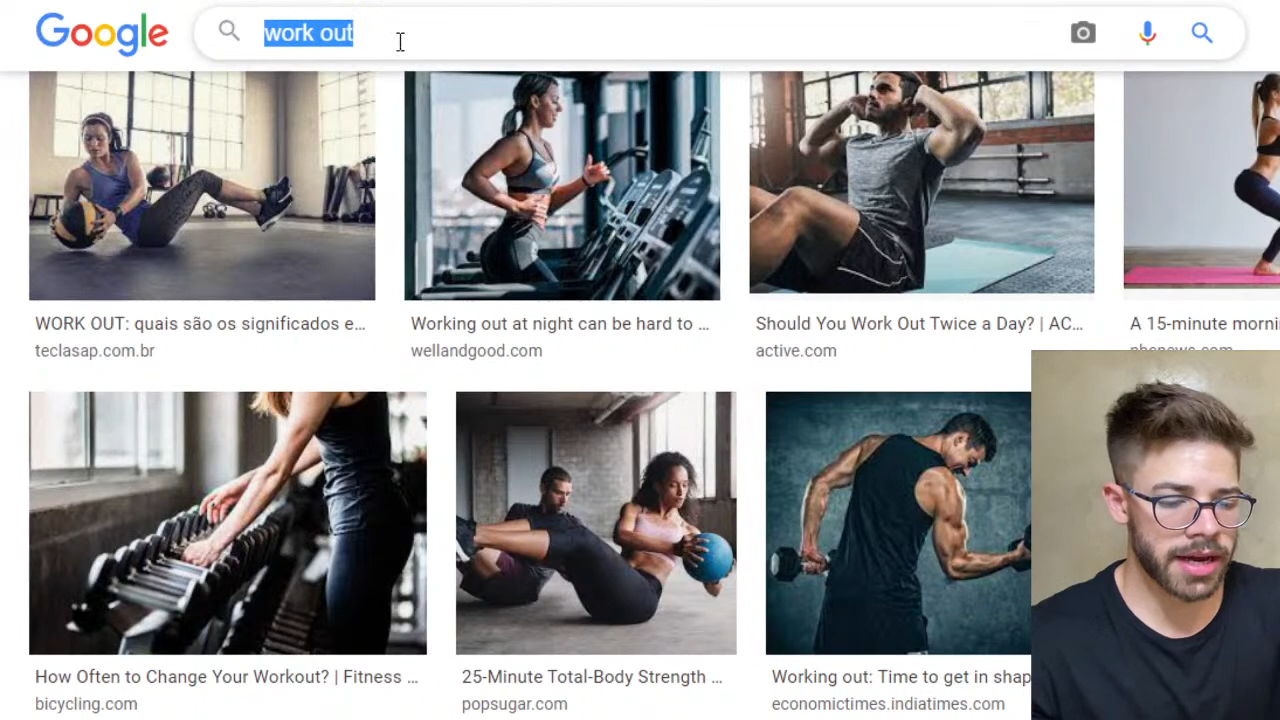 Google
work out
WORK OUT: quais são os significados e…
teclasap.com.br
Working out at night can be hard to …
wellandgood.com
Should You Work Out Twice a Day? | AC…
active.com
A 15-minute morni
nbcnews.com
How Often to Change Your Workout? | Fitness …
bicycling.com
25-Minute Total-Body Strength …
popsugar.com
Working out: Time to get in shap
economictimes.indiatimes.com